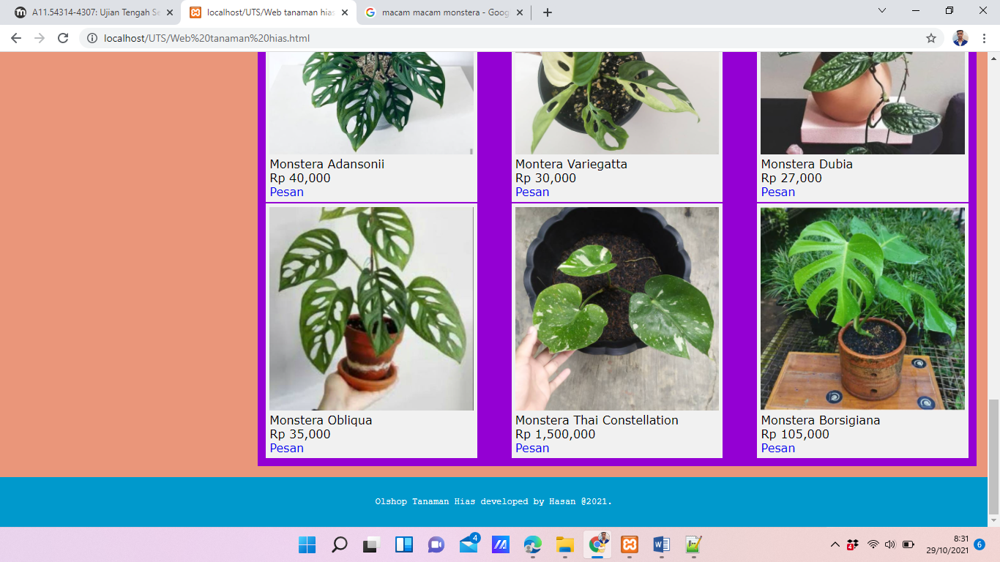 A11.54314-4307: Ujian Tengah Se
localhost/UTS/Web tanaman hias
macam macam monstera - Goog
localhost/UTS/Web%20tanaman%20hias.html
Monstera Adansonii
Rp 40,000
Pesan
Montera Variegatta
Rp 30,000
Pesan
Monstera Dubia
Rp 27,000
Pesan
Monstera Obliqua
Rp 35,000
Pesan
Monstera Thai Constellation
Rp 1,500,000
Pesan
Monstera Borsigiana
Rp 105,000
Pesan
Olshop Tanaman Hias developed by Hasan @2021.
4
4
8:31
29/10/2021
6